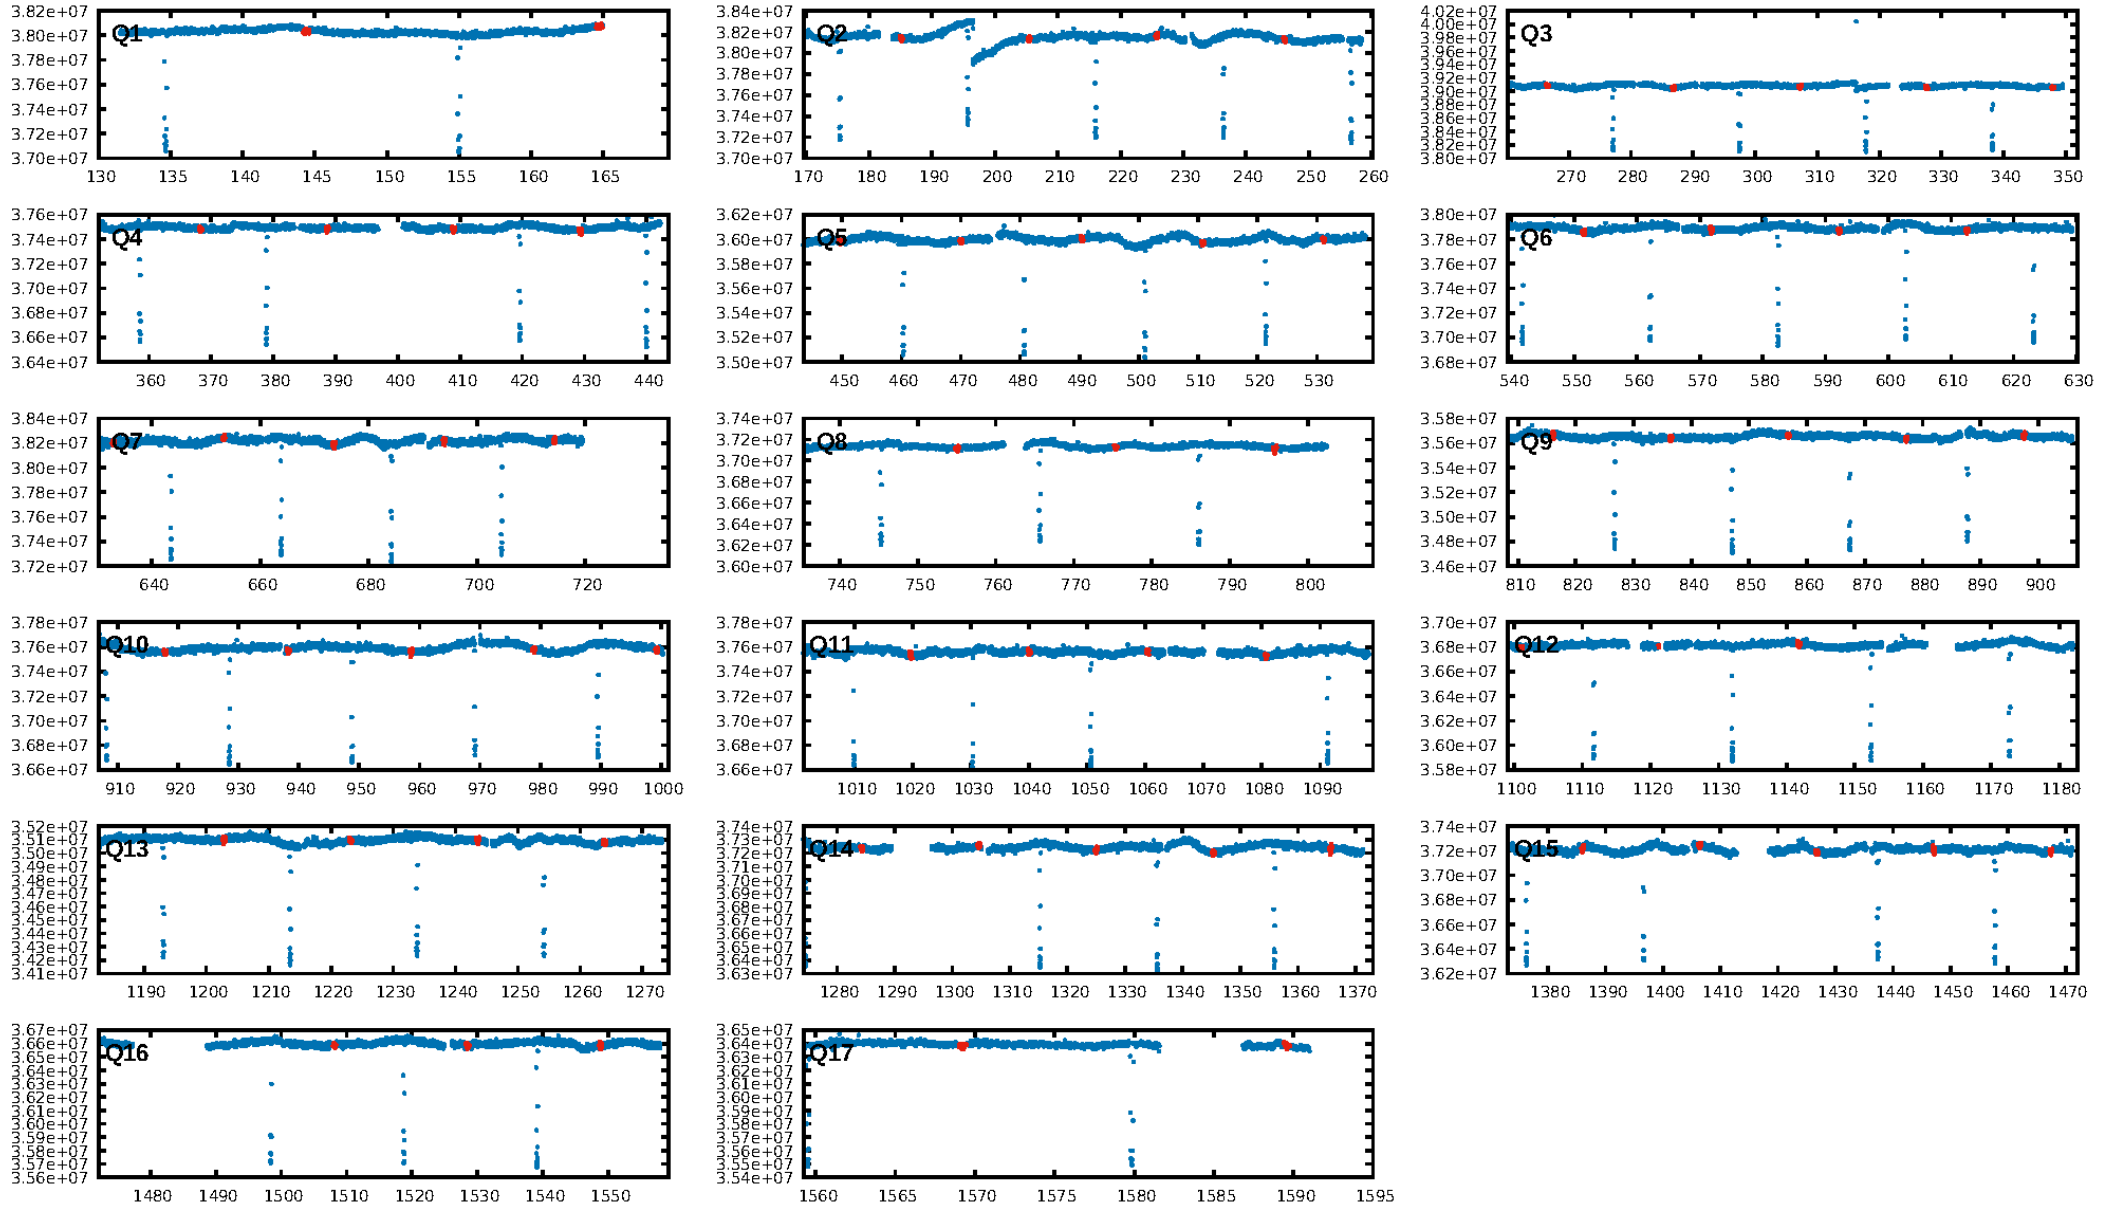 3.82e+07
3.80e+07
3.78e+07
3.76e+07
3.74e+07
3.72e+07
3.70e+07
Q1
130 135 140 145 150 155 160 165
3.84e+07
3.82e+07
3.80e+07
3.78e+07
3.76e+07
3.74e+07
3.72e+07
3.70e+07
Q2
170 180 190 200 210 220 230 240 250 260
4.02e+07
4.00e+07
3.98e+07
3.96e+07
3.94e+07
3.92e+07
3.90e+07
3.88e+07
3.86e+07
3.84e+07
3.82e+07
3.80e+07
Q3
270 280 290 300 310 320 330 340 350
3.76e+07
3.74e+07
3.72e+07
3.70e+07
3.68e+07
3.66e+07
3.64e+07
Q4
360 370 380 390 400 410 420 430 440
3.62e+07
3.60e+07
3.58e+07
3.56e+07
3.54e+07
3.52e+07
3.50e+07
Q5
450 460 470 480 490 500 510 520 530
3.80e+07
3.78e+07
3.76e+07
3.74e+07
3.72e+07
3.70e+07
3.68e+07
Q6
540 550 560 570 580 590 600 610 620 630
3.84e+07
3.82e+07
3.80e+07
3.78e+07
3.76e+07
3.74e+07
3.72e+07
Q7
640 660 680 700 720
3.74e+07
3.72e+07
3.70e+07
3.68e+07
3.66e+07
3.64e+07
3.62e+07
3.60e+07
Q8
740 750 760 770 780 790 800
3.58e+07
3.56e+07
3.54e+07
3.52e+07
3.50e+07
3.48e+07
3.46e+07
Q9
810 820 830 840 850 860 870 880 890 900
3.78e+07
3.76e+07
3.74e+07
3.72e+07
3.70e+07
3.68e+07
3.66e+07
Q10
910 920 930 940 950 960 970 980 990 1000
3.78e+07
3.76e+07
3.74e+07
3.72e+07
3.70e+07
3.68e+07
3.66e+07
Q11
1010 1020 1030 1040 1050 1060 1070 1080 1090
3.70e+07
3.68e+07
3.66e+07
3.64e+07
3.62e+07
3.60e+07
3.58e+07
Q12
1100 1110 1120 1130 1140 1150 1160 1170 1180
3.52e+07
3.51e+07
3.50e+07
3.49e+07
3.48e+07
3.47e+07
3.46e+07
3.45e+07
3.44e+07
3.43e+07
3.42e+07
3.41e+07
Q13
1190 1200 1210 1220 1230 1240 1250 1260 1270
3.74e+07
3.73e+07
3.72e+07
3.71e+07
3.70e+07
3.69e+07
3.68e+07
3.67e+07
3.66e+07
3.65e+07
3.64e+07
3.63e+07
Q14
1280 1290 1300 1310 1320 1330 1340 1350 1360 1370
3.74e+07
3.72e+07
3.70e+07
3.68e+07
3.66e+07
3.64e+07
3.62e+07
Q15
1380 1390 1400 1410 1420 1430 1440 1450 1460 1470
3.67e+07
3.66e+07
3.65e+07
3.64e+07
3.63e+07
3.62e+07
3.61e+07
3.60e+07
3.59e+07
3.58e+07
3.57e+07
3.56e+07
Q16
1480 1490 1500 1510 1520 1530 1540 1550
3.65e+07
3.64e+07
3.63e+07
3.62e+07
3.61e+07
3.60e+07
3.59e+07
3.58e+07
3.57e+07
3.56e+07
3.55e+07
3.54e+07
Q17
1560 1565 1570 1575 1580 1585 1590 1595